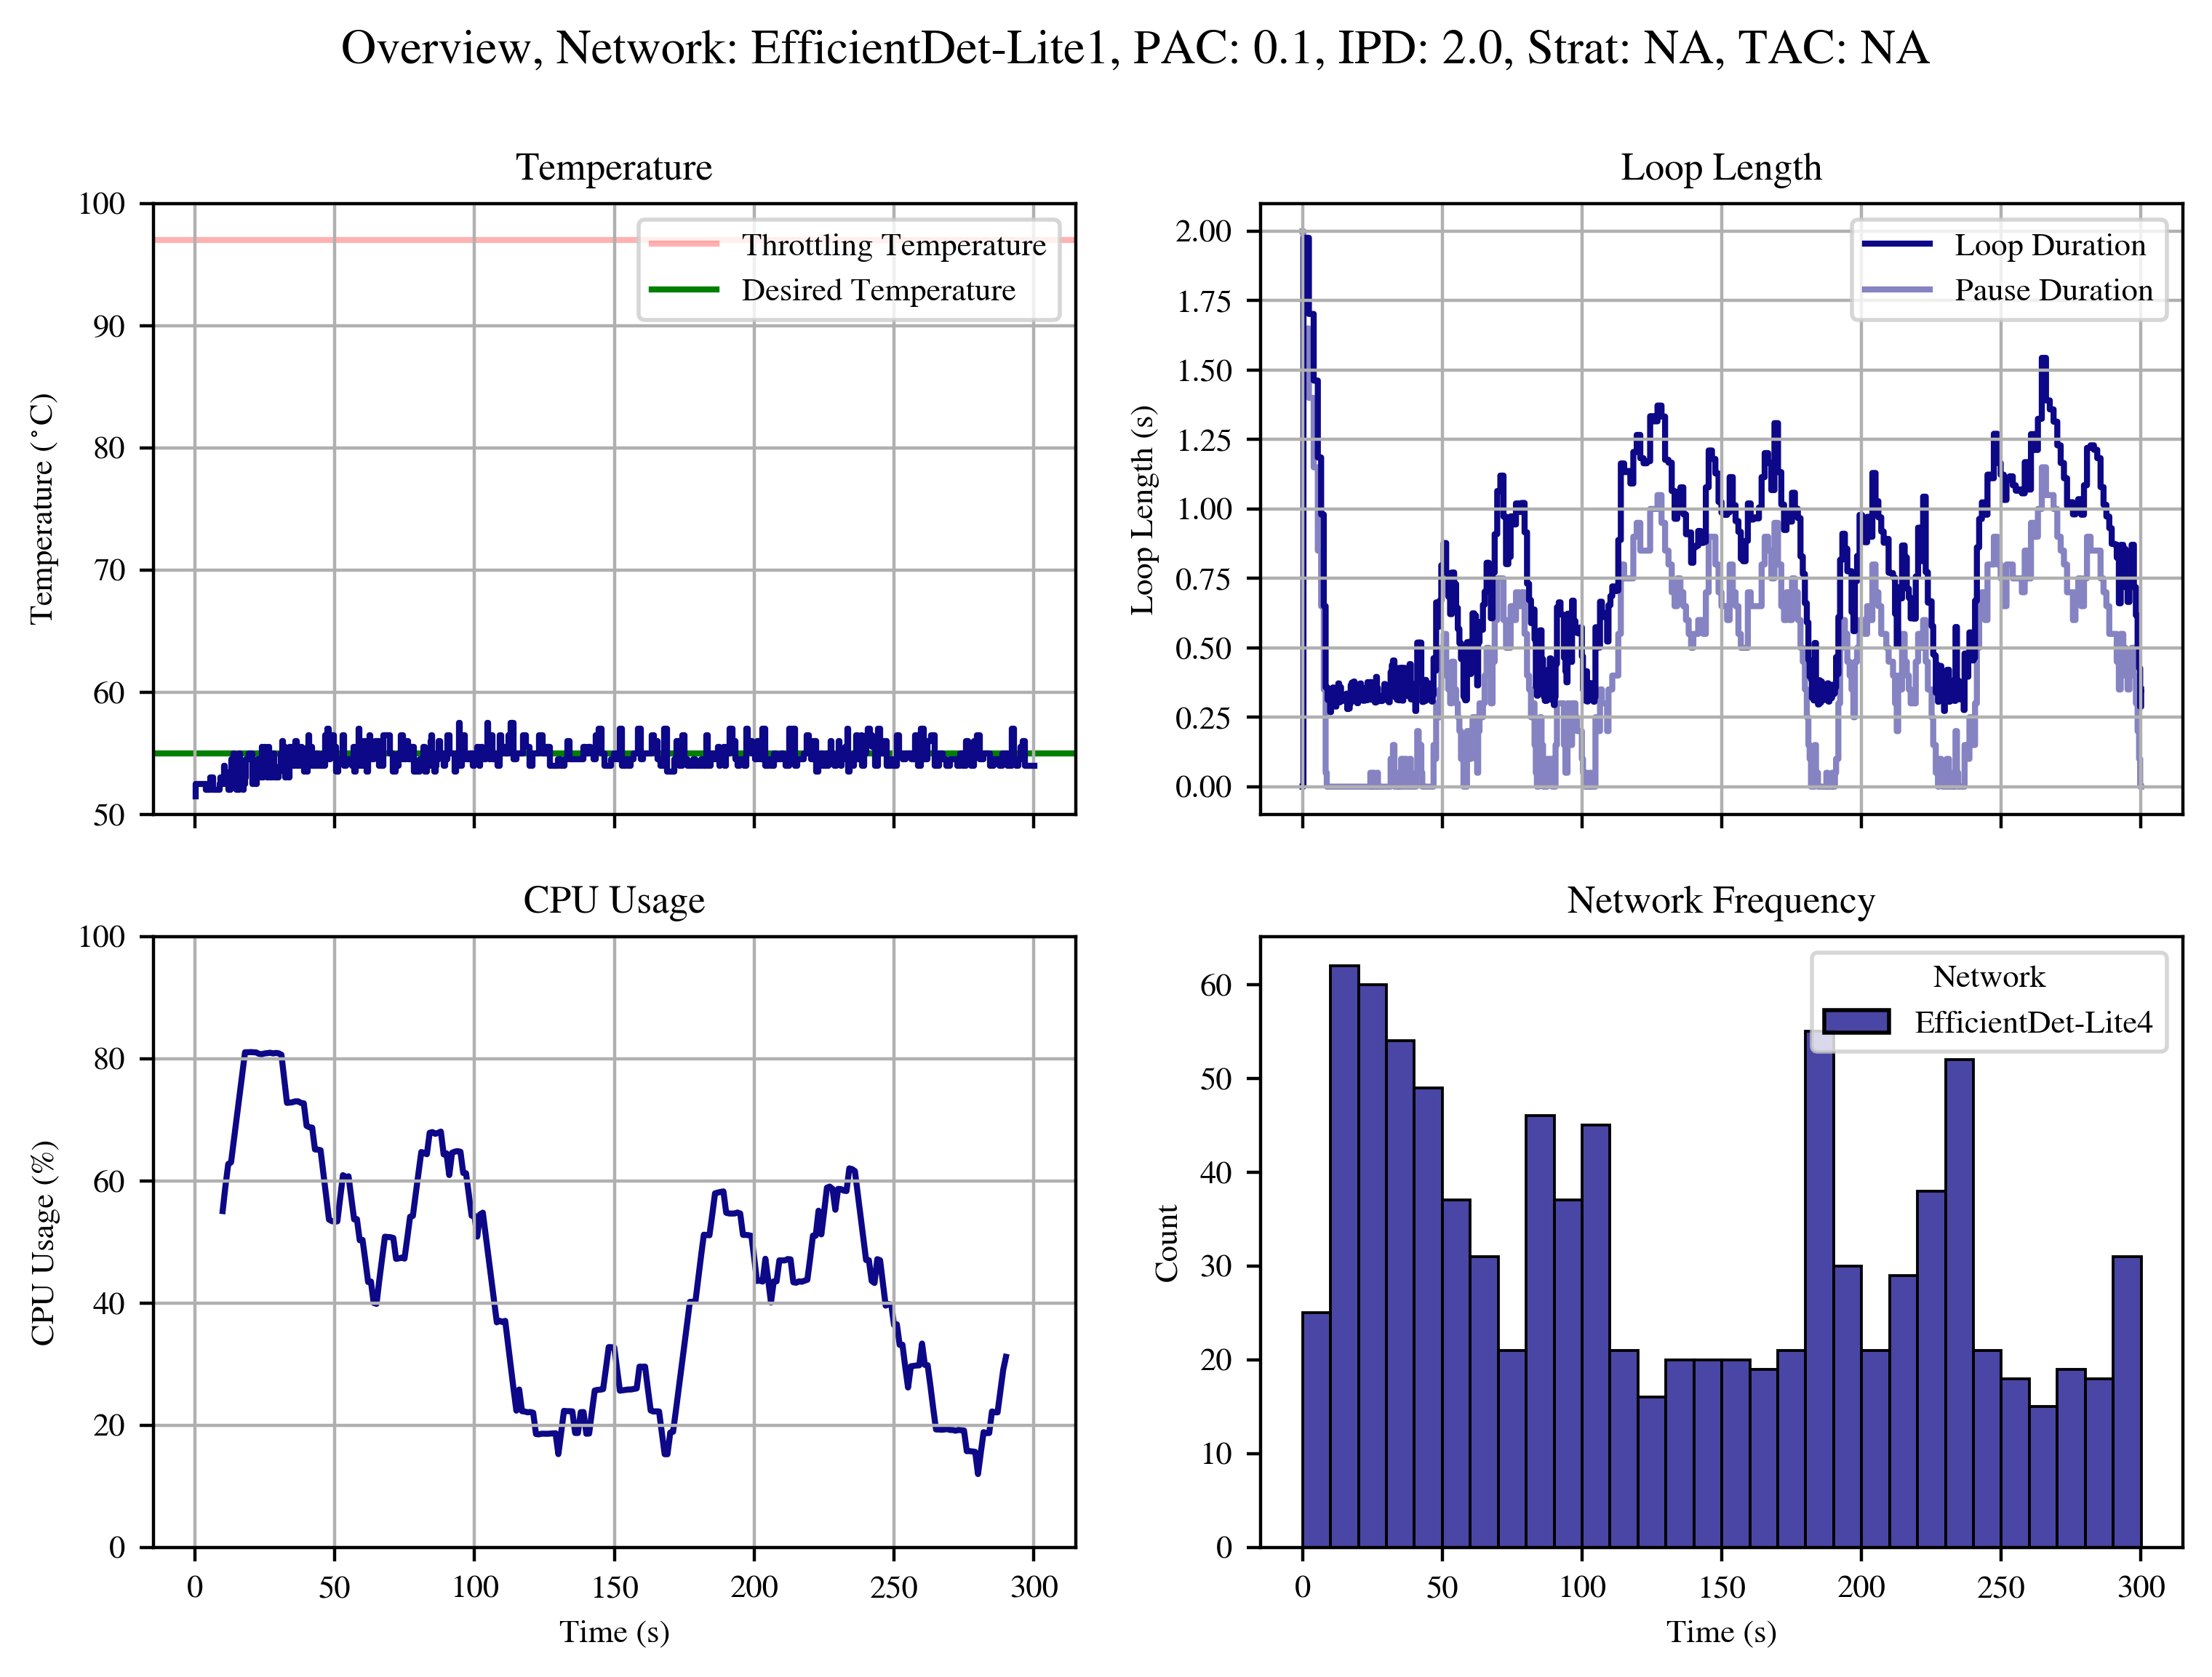 Overview, Network: EfficientDet-Lite1, PAC: 0.1, IPD: 2.0, Strat: NA, TAC: NA
Temperature
100
90
80
70
60
50
Temperature (°C)
Throttling Temperature
Desired Temperature
Loop Length
2.00
1.75
1.50
1.25
1.00
0.75
0.50
0.25
0.00
Loop Length (s)
Loop Duration
Pause Duration
CPU Usage
100
80
60
40
20
0
CPU Usage (%)
0 50 100 150 200 250 300
Time (s)
Network Frequency
60
50
40
30
20
10
0
Count
Network
EfficientDet-Lite4
0 50 100 150 200 250 300
Time (s)